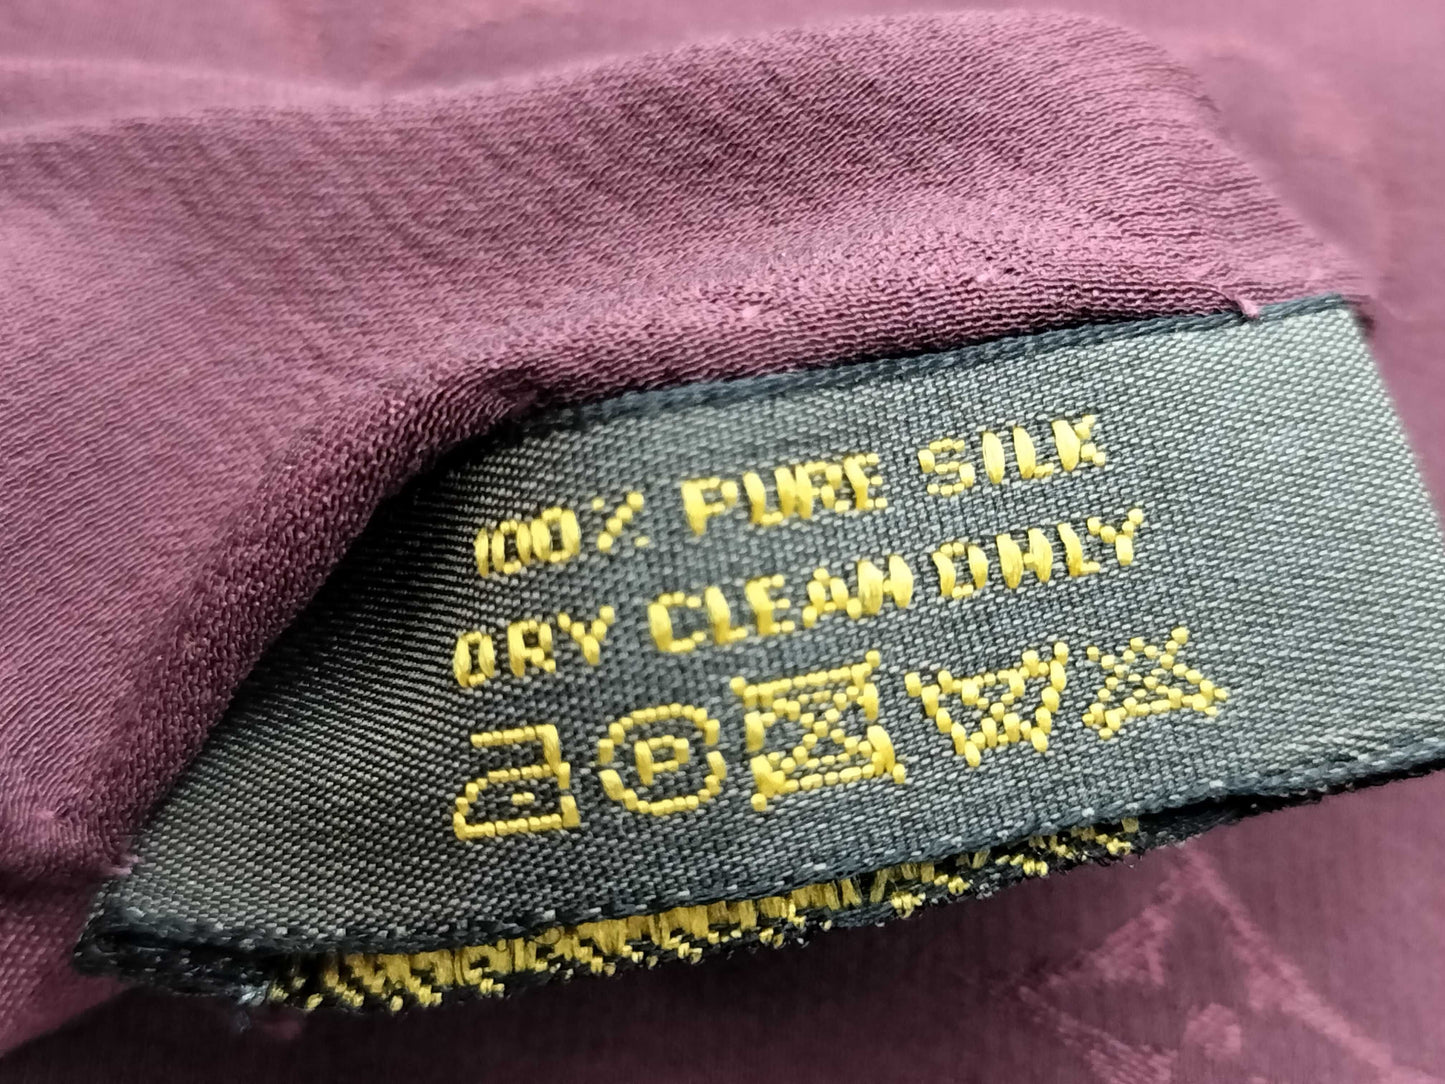 100% PURE SILK
DRY CLEAN ONLY
P